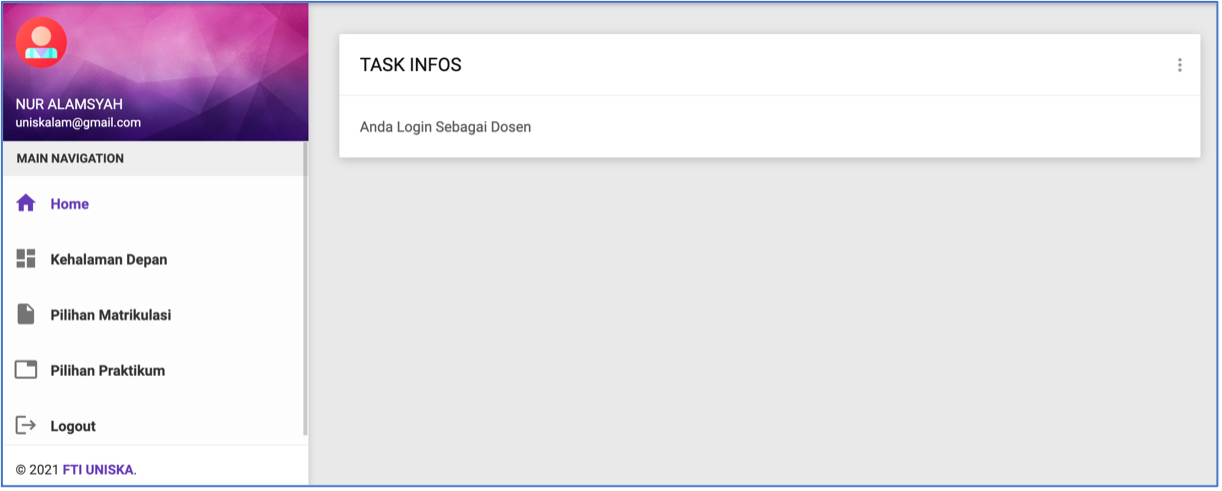 NUR ALAMSYAH
uniskalam@gmail.com
MAIN NAVIGATION
Home
Kehalaman Depan
Pilihan Matrikulasi
Pilihan Praktikum
Logout
© 2021 FTI UNISKA.
TASK INFOS
Anda Login Sebagai Dosen